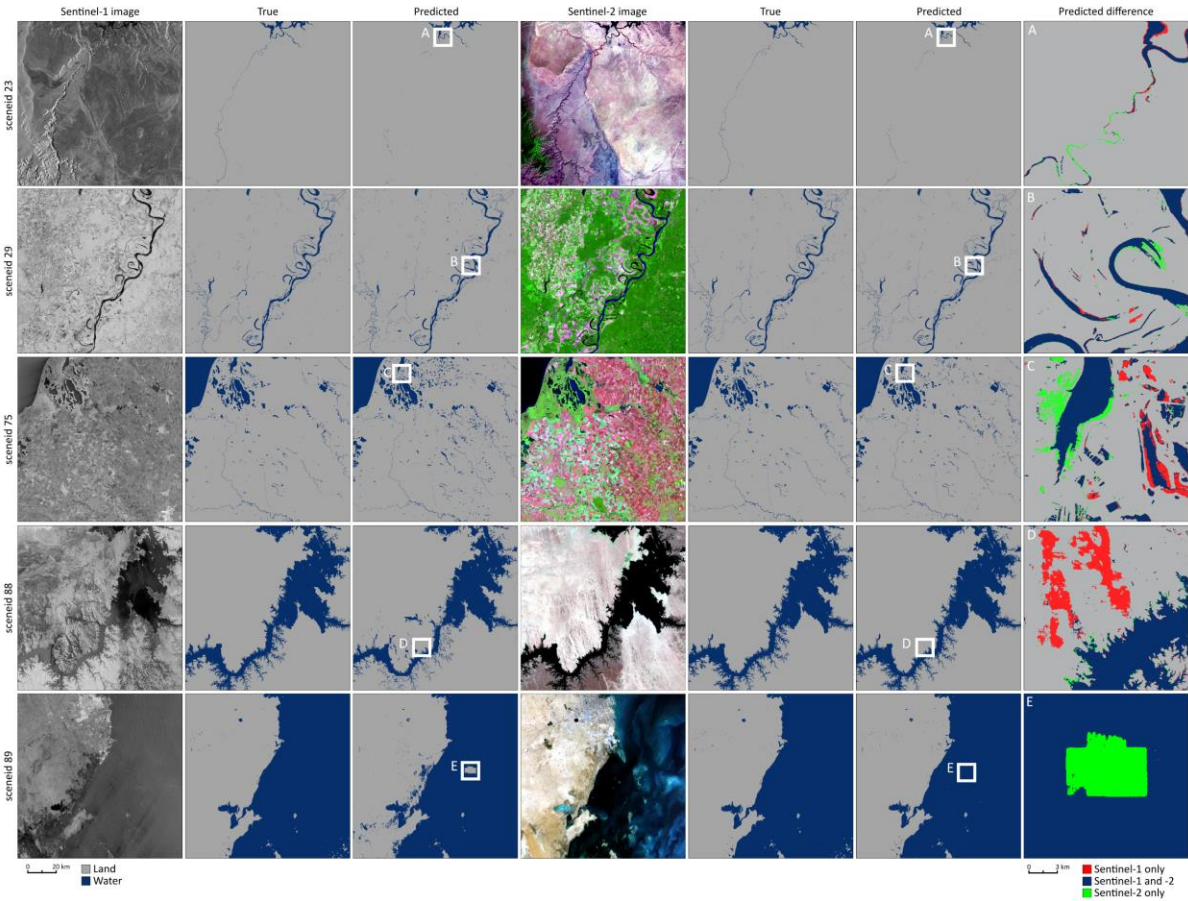 Sentinel-1 image True Predicted Sentinel-2 image True Predicted Predicted difference
sceneid 23
A
A
A
sceneid 29
B
B
B
sceneid 75
C
C
C
sceneid 88
D
D
D
sceneid 89
E
E
E
0 20 km
Land
Water
0 3 km
Sentinel-1 only
Sentinel-1 and -2
Sentinel-2 only